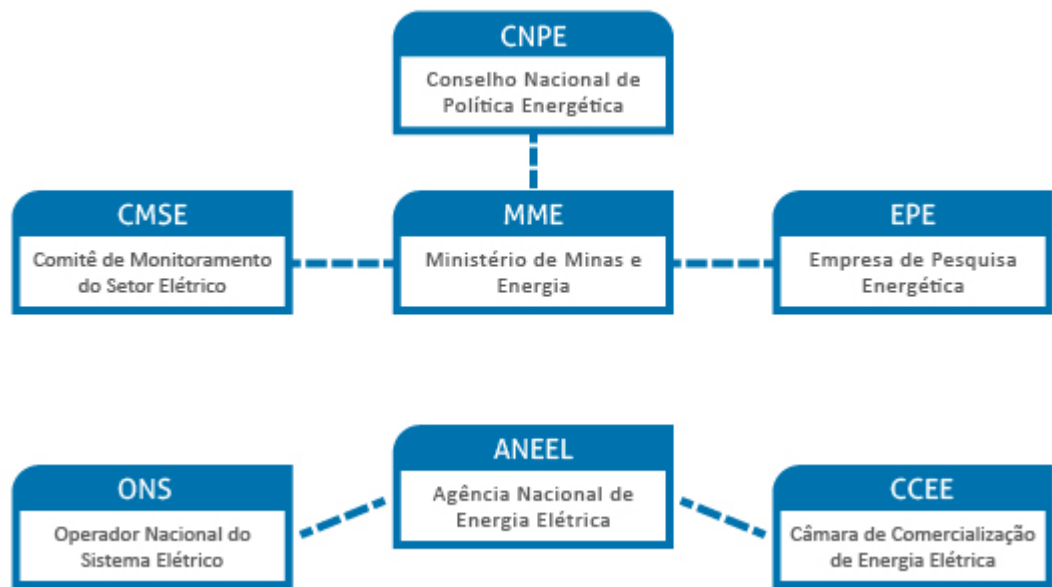 CNPE
Conselho Nacional de
Política Energética
CMSE
Comitê de Monitoramento
do Setor Elétrico
MME
Ministério de Minas e
Energia
EPE
Empresa de Pesquisa
Energética
ONS
Operador Nacional do
Sistema Elétrico
ANEEL
Agência Nacional de
Energia Elétrica
CCEE
Câmara de Comercialização
de Energia Elétrica